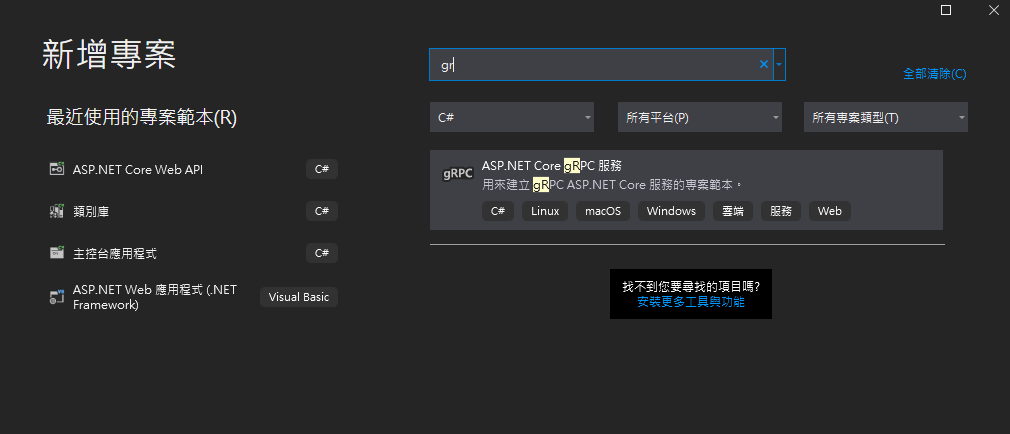 新增專案
gr
全部清除(C)
最近使用的專案範本(R)
C#
所有平台(P)
所有專案類型(T)
ASP.NET Core Web API
C#
類別庫
C#
主控台應用程式
C#
ASP.NET Web 應用程式 (.NET
Framework)
Visual Basic
gRPC
ASP.NET Core gRPC 服務
用來建立 gRPC ASP.NET Core 服務的專案範本。
C#
Linux
macOS
Windows
雲端
服務
Web
找不到您要尋找的項目嗎?
安裝更多工具與功能